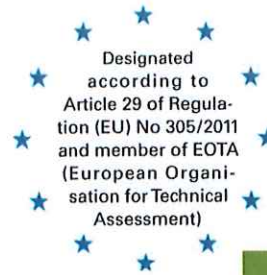 Designated
according to
Article 29 of Regula-
tion (EU) No 305/2011
and member of EOTA
(European Organi-
sation for Technical
Assessment)